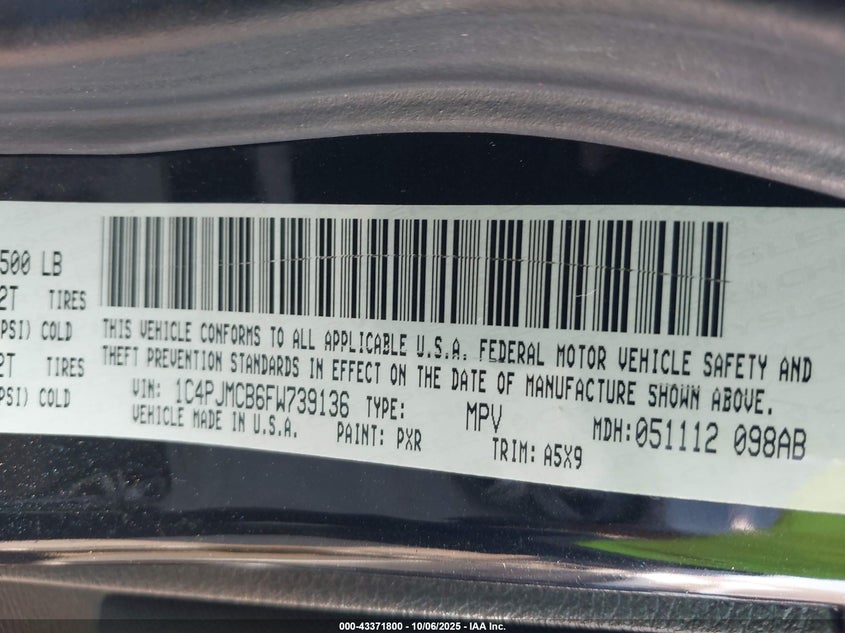 500 LB
2T TIRES
PSI) COLD
2T TIRES
PSI) COLD
THIS VEHICLE CONFORMS TO ALL APPLICABLE U.S.A. FEDERAL MOTOR VEHICLE SAFETY AND
THEFT PREVENTION STANDARDS IN EFFECT ON THE DATE OF MANUFACTURE SHOWN ABOVE.
VIN: 1C4PJMCB6FW739136 TYPE: MPV MDH:051112 098AB
VEHICLE MADE IN U.S.A. PAINT: PXR TRIM: A5X9
000-43371800 - 10/06/2025 - IAA Inc.